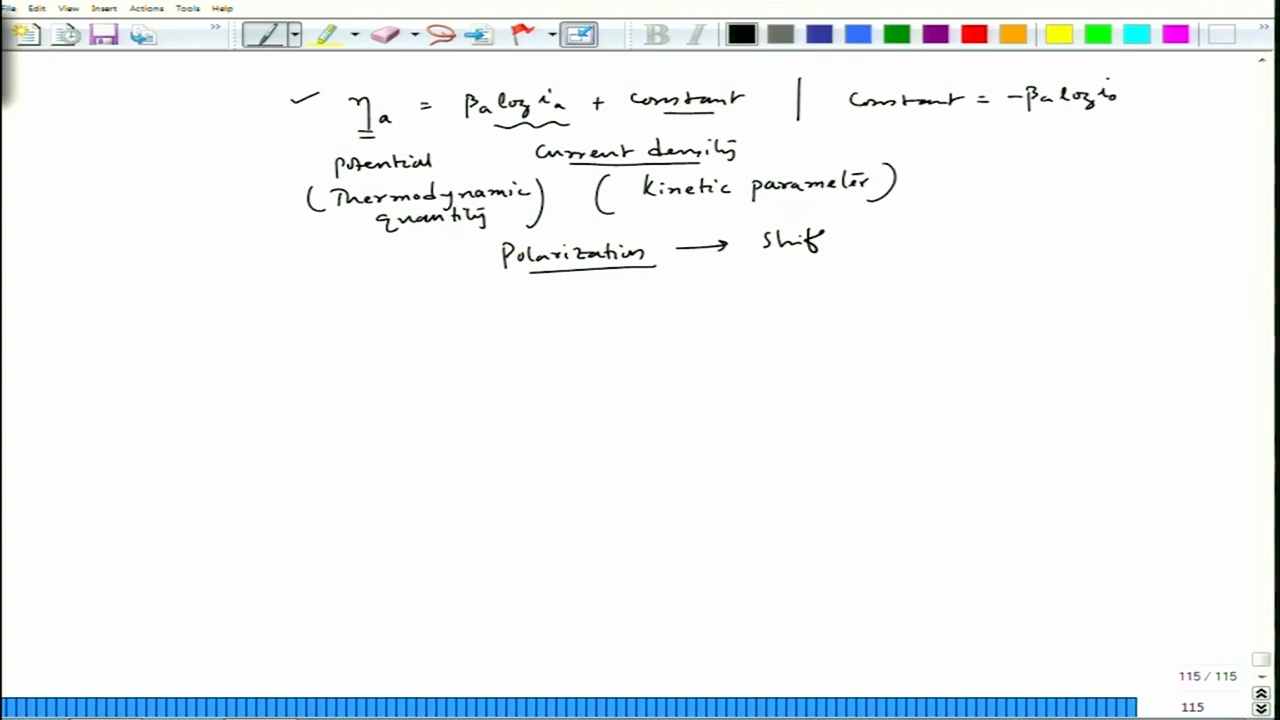 File Edit View Insert Actions Tools Help
B I
✓ ηa = βa log ia + constant | constant = -βa log i0
potential current density
(Thermodynamic quantity) (Kinetic parameter)
Polarization → Shif
115 / 115
115